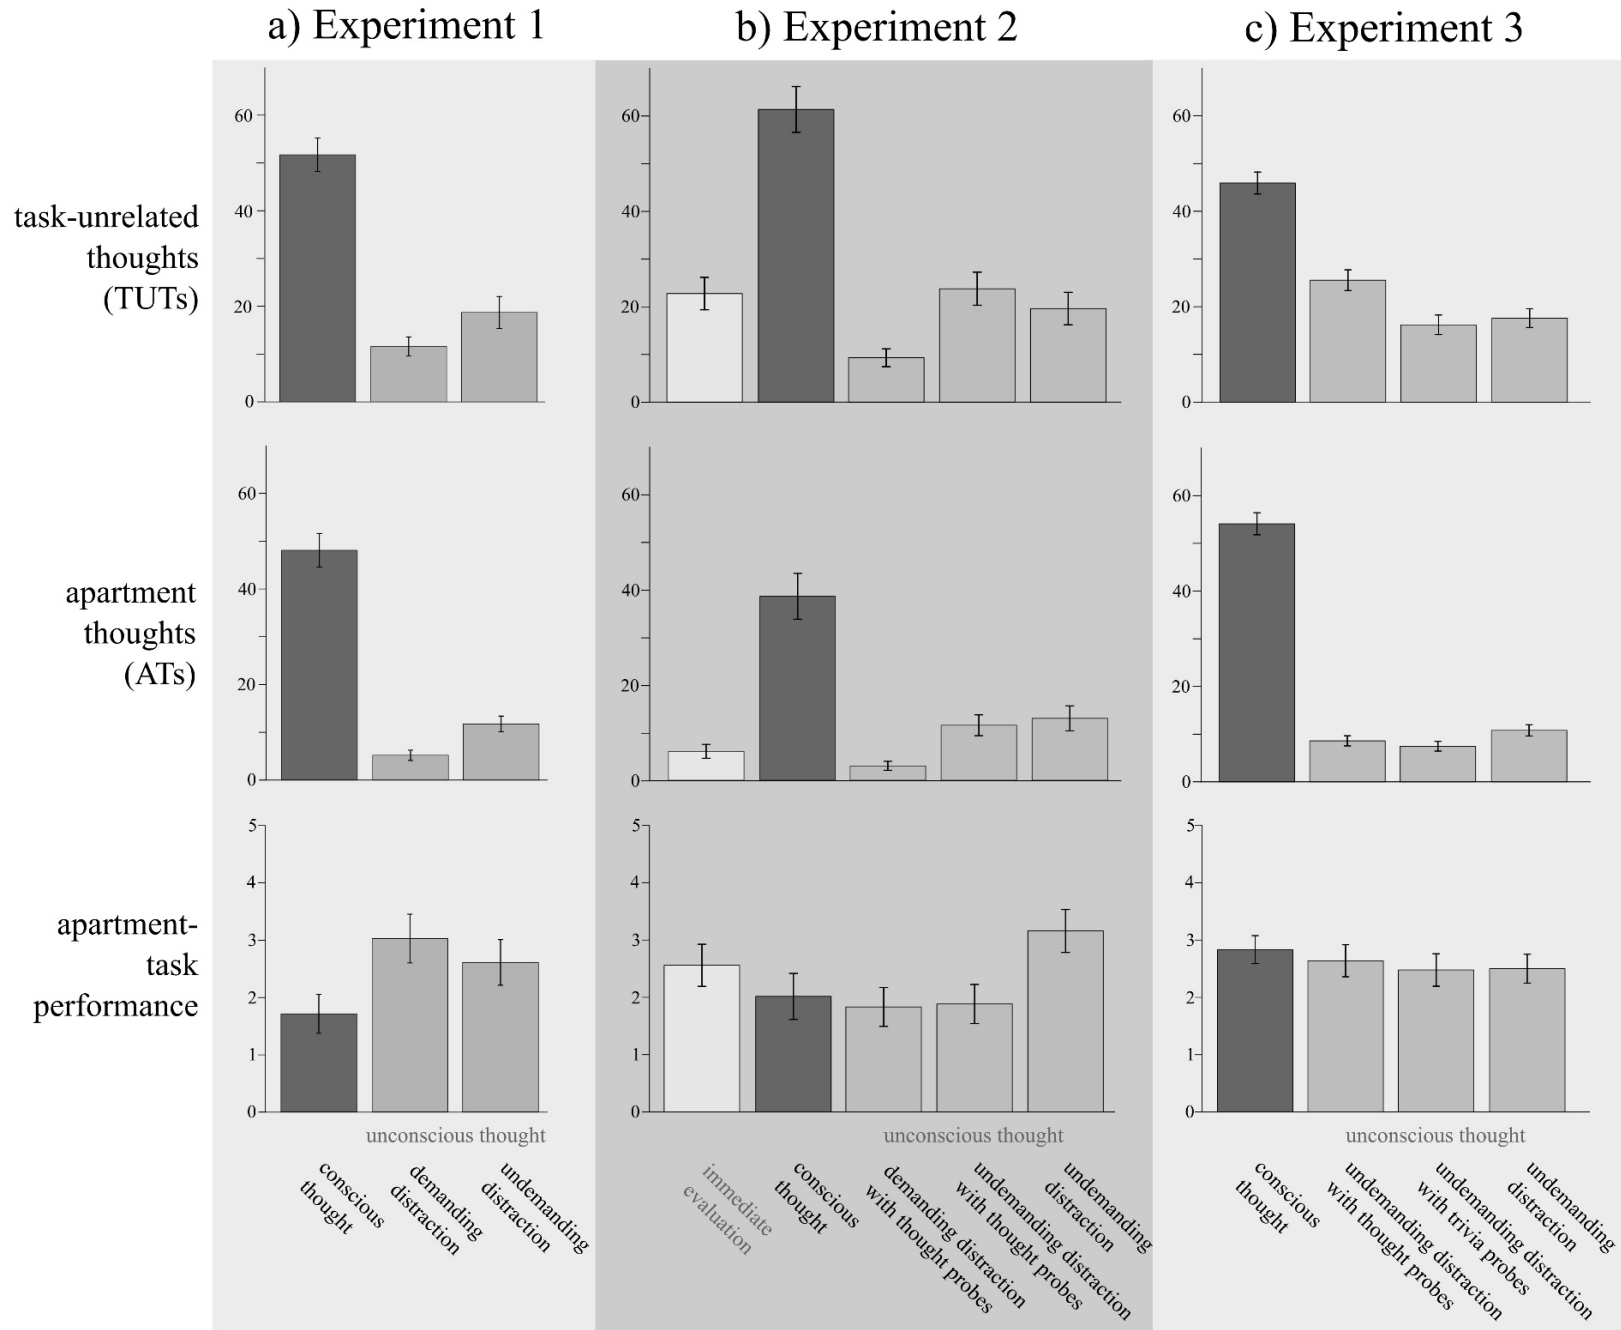 a) Experiment 1
b) Experiment 2
c) Experiment 3
task-unrelated
thoughts
(TUTs)
60
40
20
0
60
40
20
0
60
40
20
0
apartment
thoughts
(ATs)
60
40
20
0
60
40
20
0
60
40
20
0
apartment-
task
performance
5
4
3
2
1
0
5
4
3
2
1
0
5
4
3
2
1
0
unconscious thought
unconscious thought
unconscious thought
conscious
thought
demanding
distraction
undemanding
distraction
immediate
evaluation
conscious
thought
demanding distraction
with thought probes
undemanding distraction
with thought probes
undemanding
distraction
conscious
thought
undemanding distraction
with thought probes
undemanding distraction
with trivia probes
undemanding
distraction